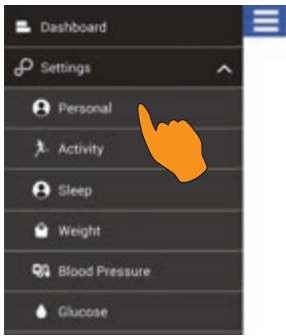 Dashboard
Settings
Personal
Activity
Sleep
Weight
Blood Pressure
Glucose